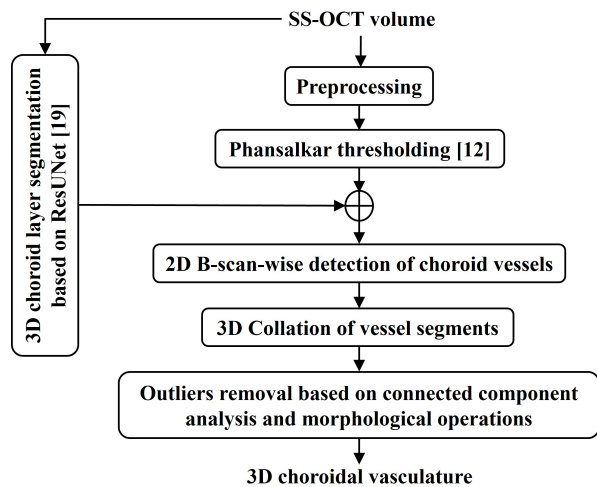 SS-OCT volume
Preprocessing
Phansalkar thresholding [12]
3D choroid layer segmentation
based on ResUNet [19]
2D B-scan-wise detection of choroid vessels
3D Collation of vessel segments
Outliers removal based on connected component
analysis and morphological operations
3D choroidal vasculature